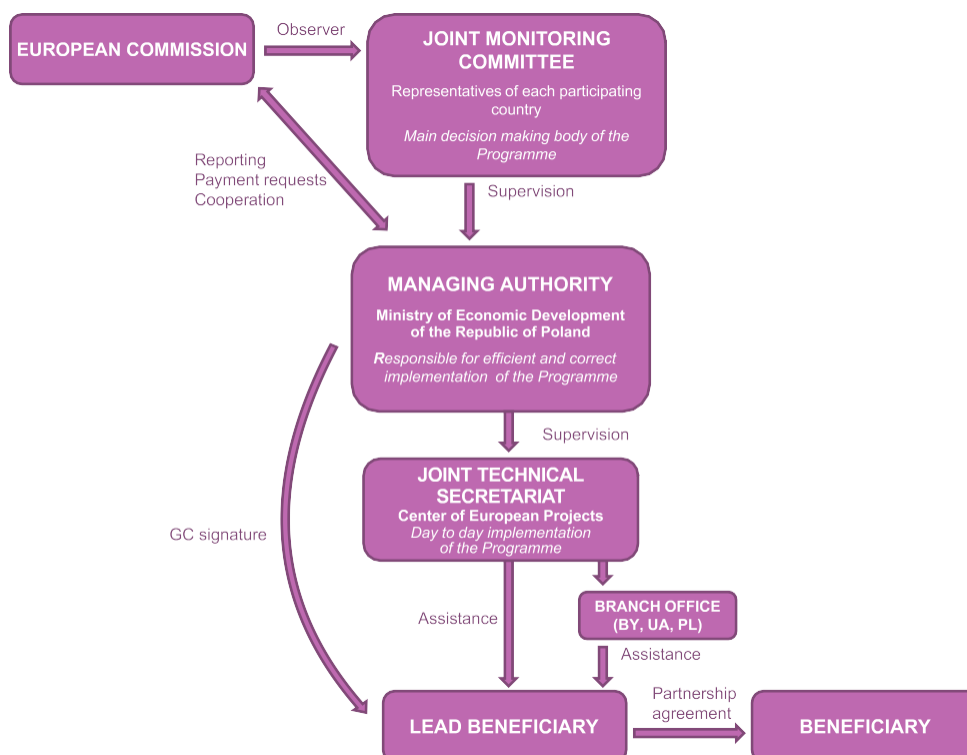 EUROPEAN COMMISSION
Observer
JOINT MONITORING
COMMITTEE
Representatives of each participating
country
Main decision making body of the
Programme
Reporting
Payment requests
Cooperation
Supervision
MANAGING AUTHORITY
Ministry of Economic Development
of the Republic of Poland
Responsible for efficient and correct
implementation of the Programme
Supervision
JOINT TECHNICAL
SECRETARIAT
Center of European Projects
Day to day implementation
of the Programme
GC signature
Assistance
BRANCH OFFICE
(BY, UA, PL)
Assistance
LEAD BENEFICIARY
Partnership
agreement
BENEFICIARY